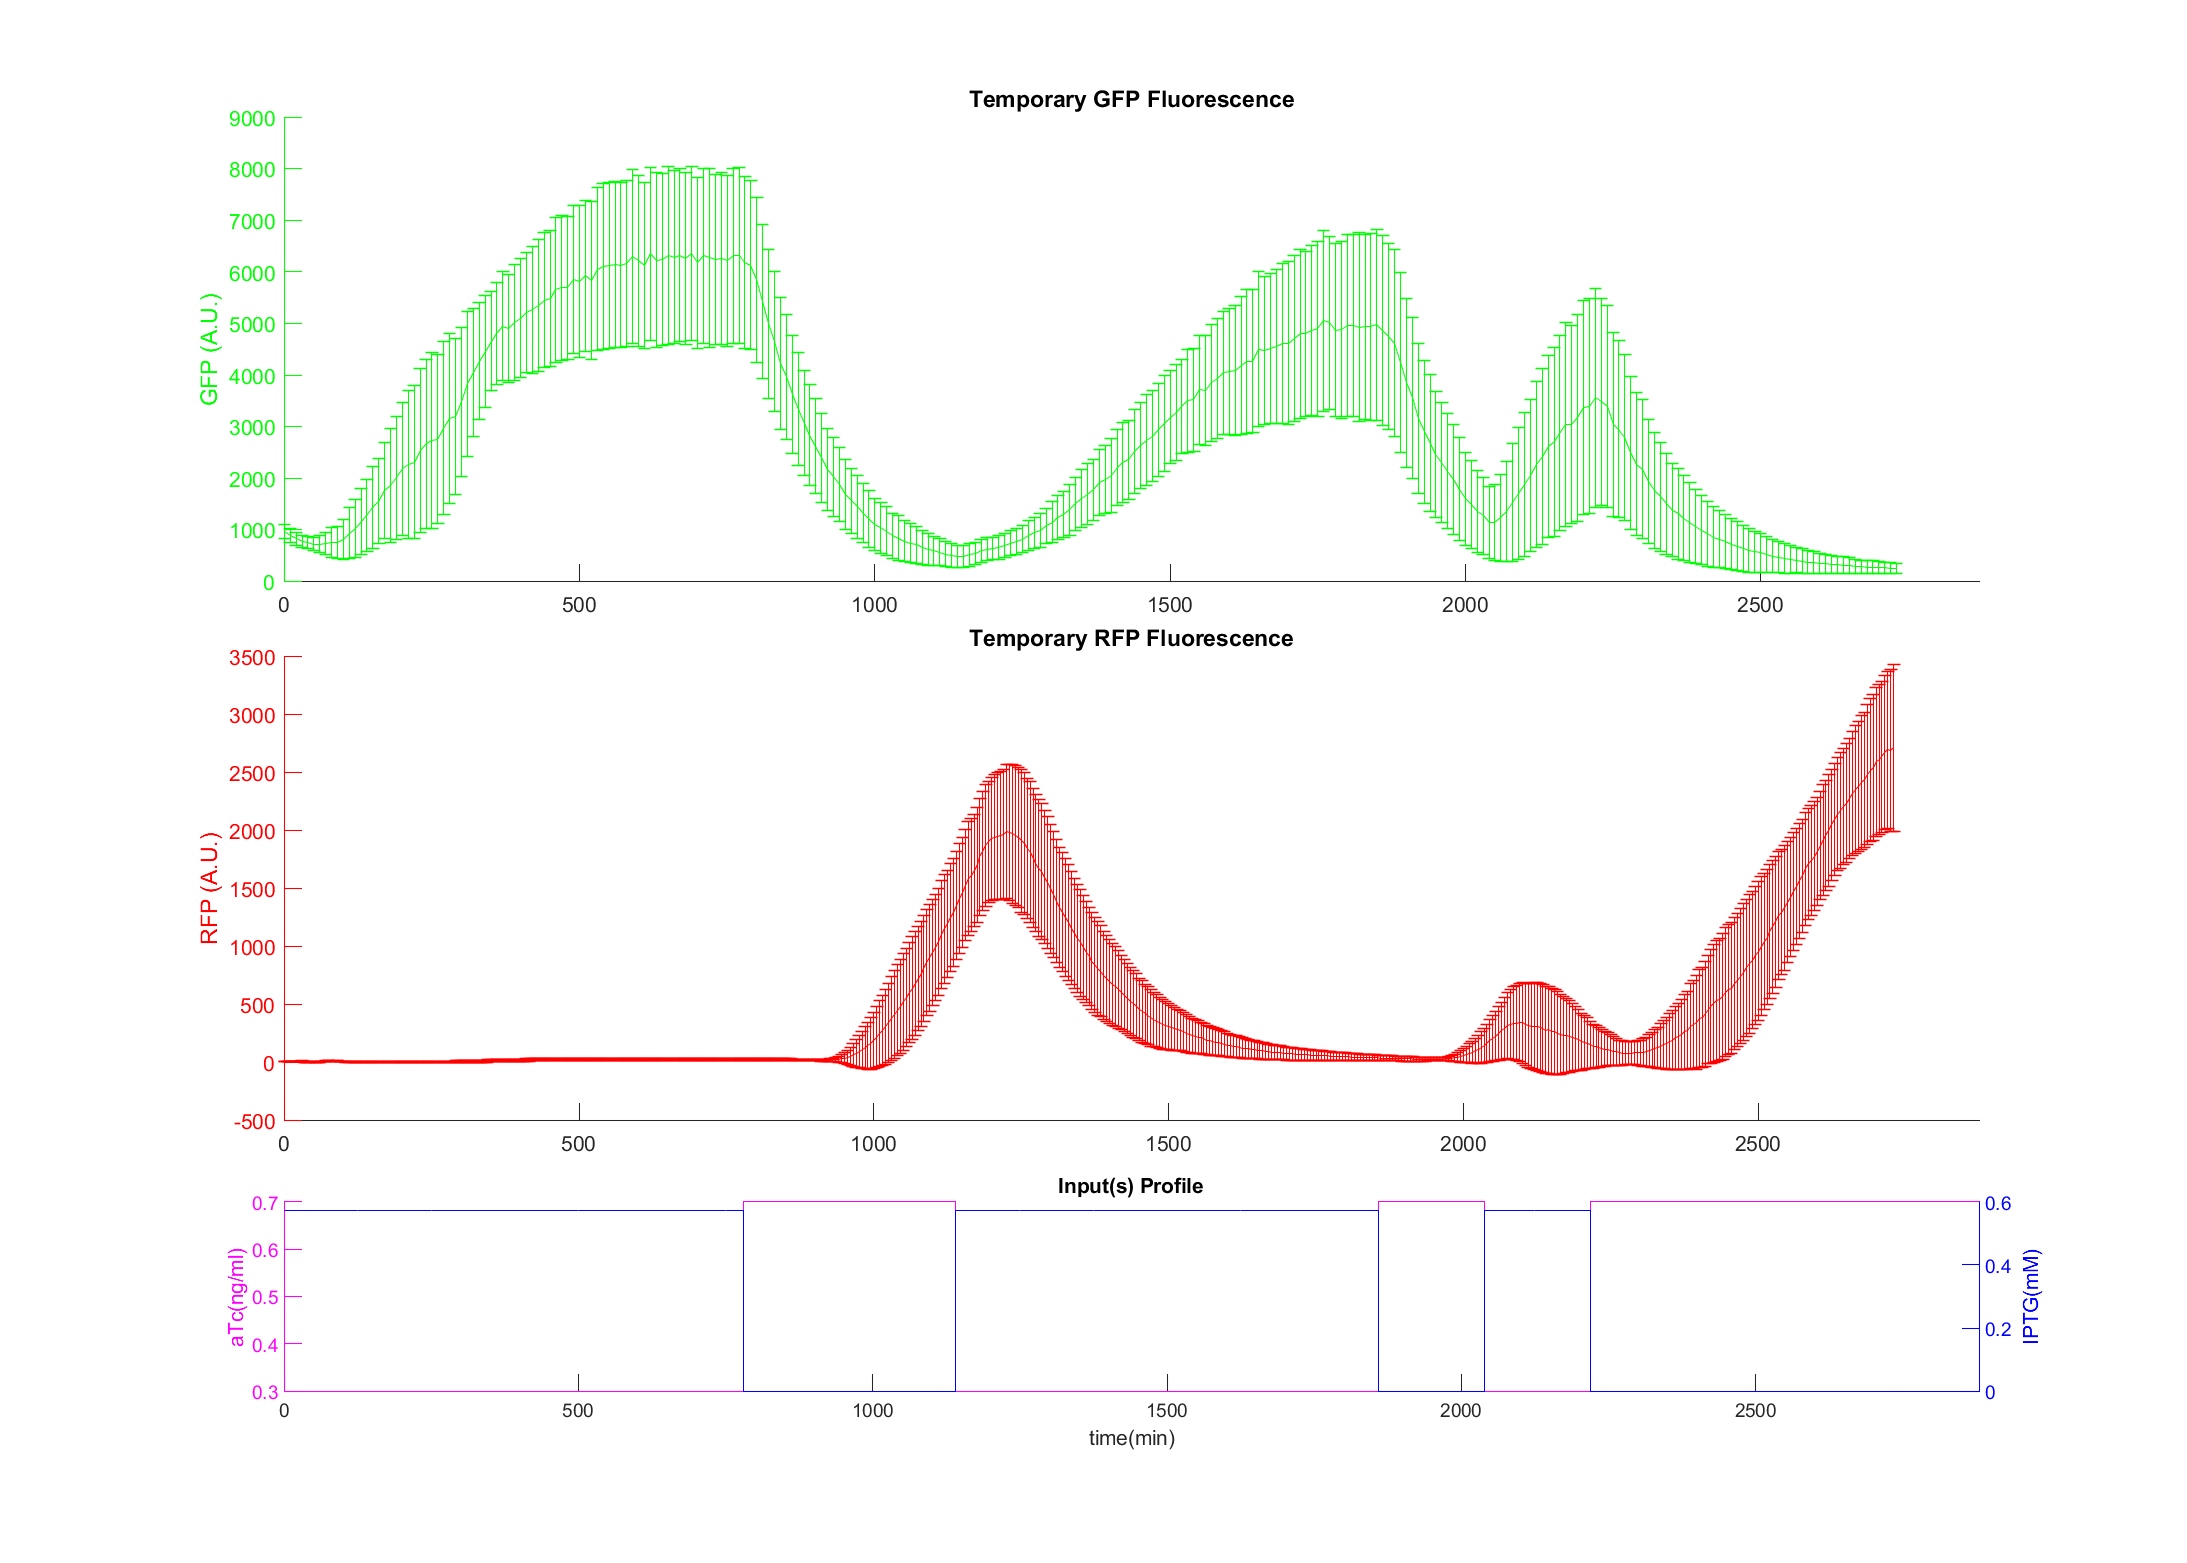 Temporary GFP Fluorescence
GFP (A.U.)
9000
8000
7000
6000
5000
4000
3000
2000
1000
0
0 500 1000 1500 2000 2500
Temporary RFP Fluorescence
RFP (A.U.)
3500
3000
2500
2000
1500
1000
500
0
-500
0 500 1000 1500 2000 2500
Input(s) Profile
aTc(ng/ml)
0.7
0.6
0.5
0.4
0.3
IPTG(mM)
0.6
0.4
0.2
0
0 500 1000 1500 2000 2500
time(min)